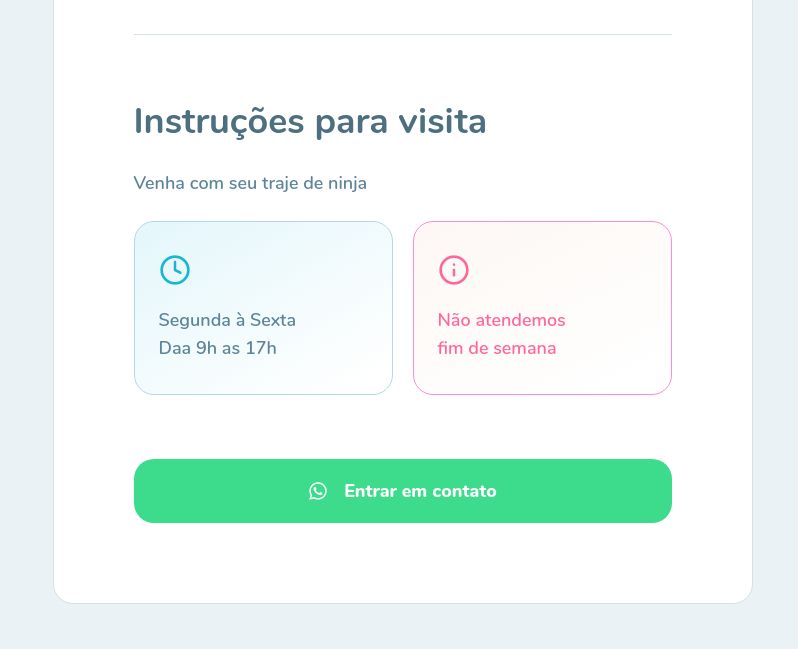 Instruções para visita
Venha com seu traje de ninja
Segunda à Sexta
Daa 9h as 17h
Não atendemos
fim de semana
Entrar em contato